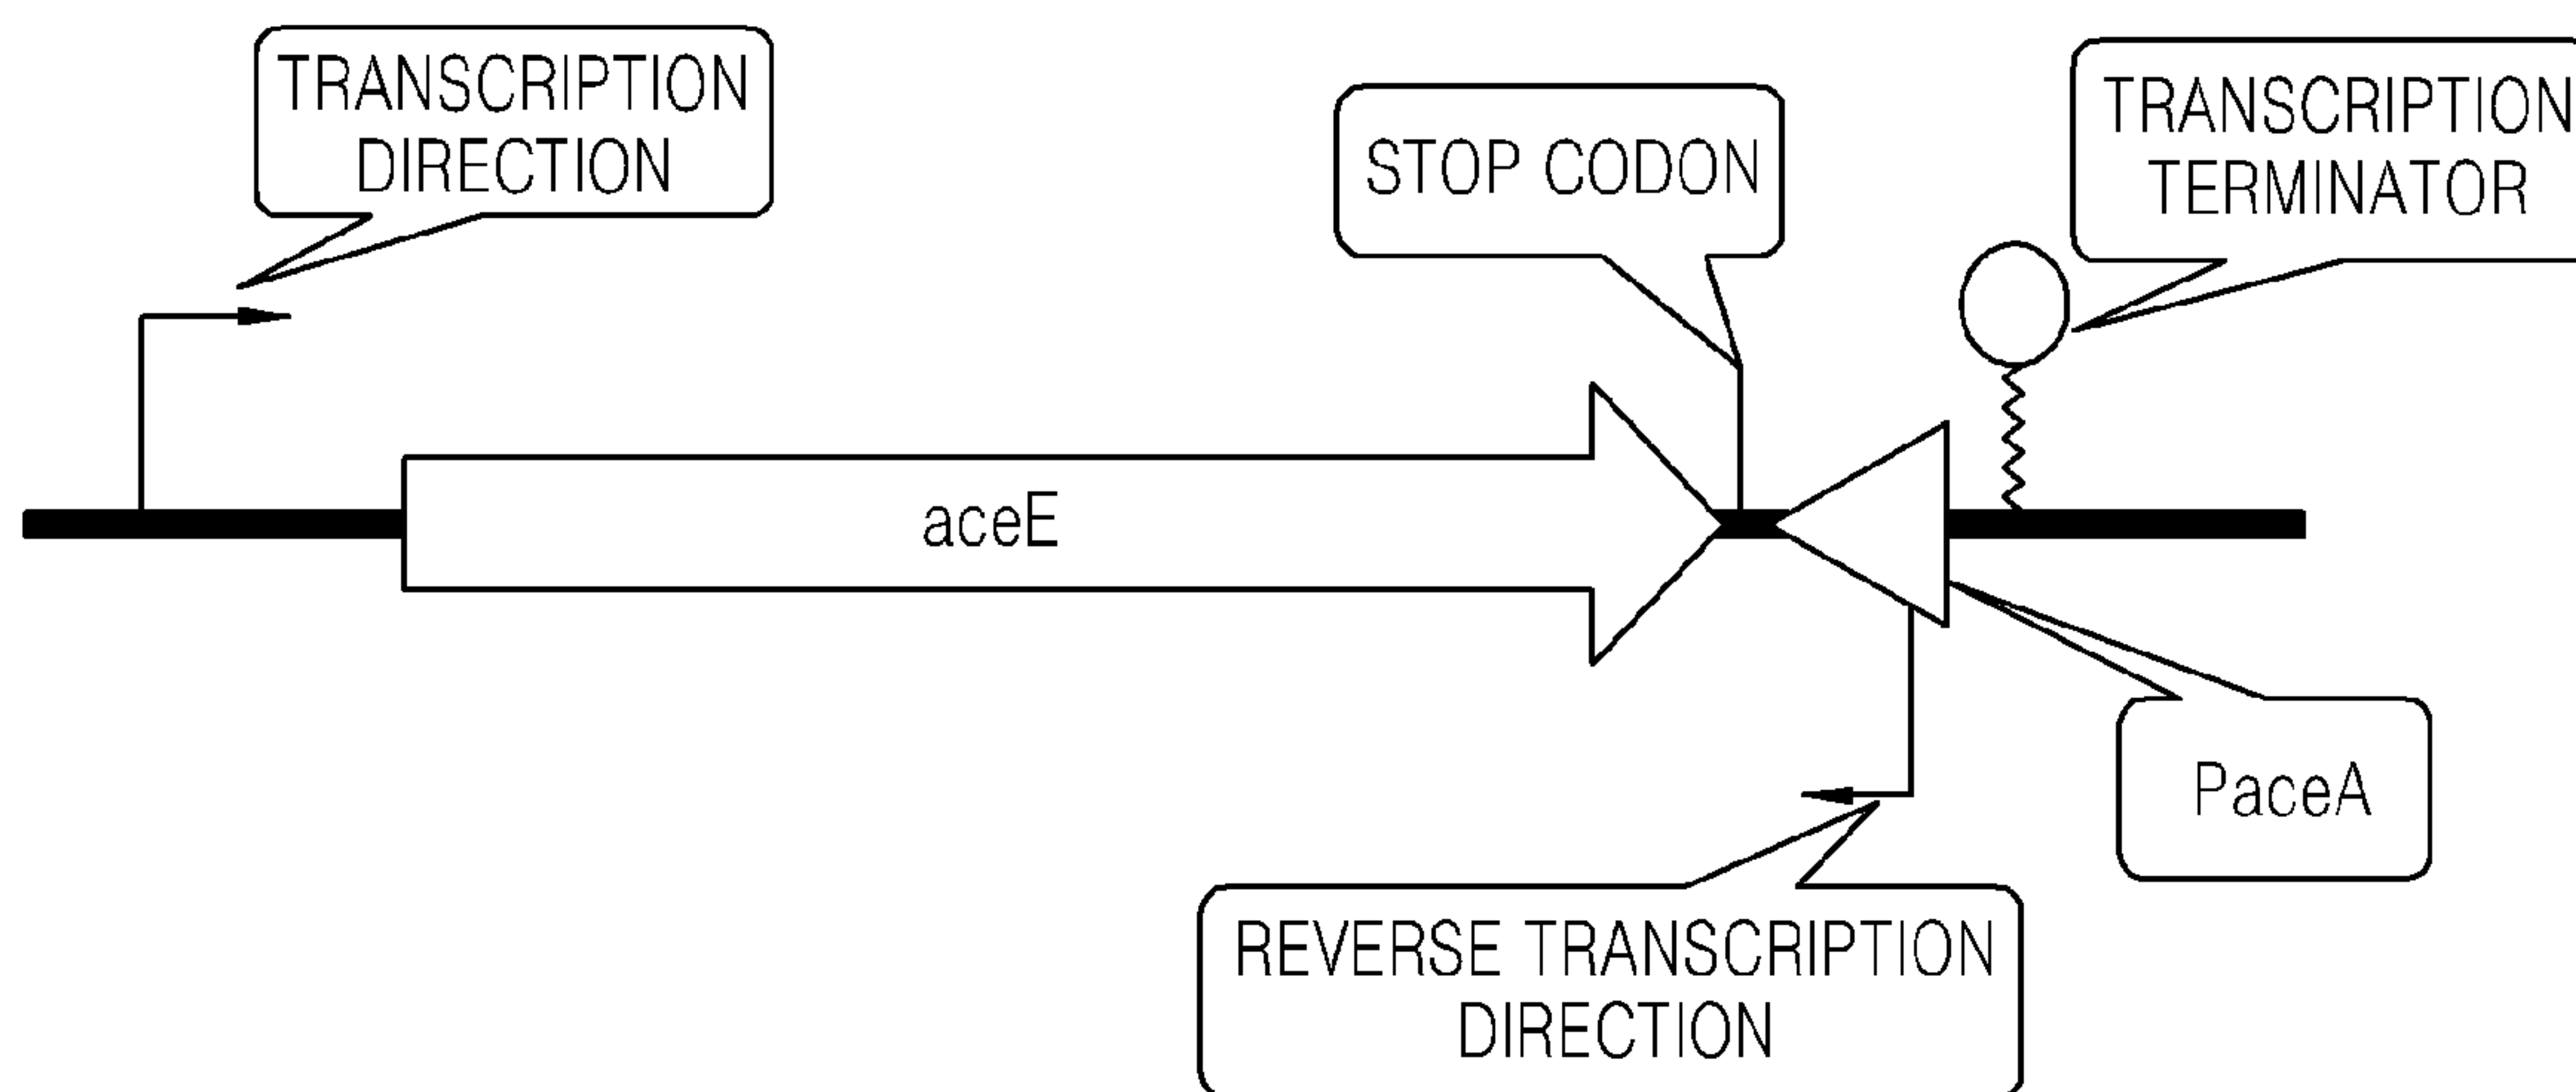 TRANSCRIPTION
DIRECTION
STOP CODON
TRANSCRIPTION
TERMINATOR
aceE
PaceA
REVERSE TRANSCRIPTION
DIRECTION